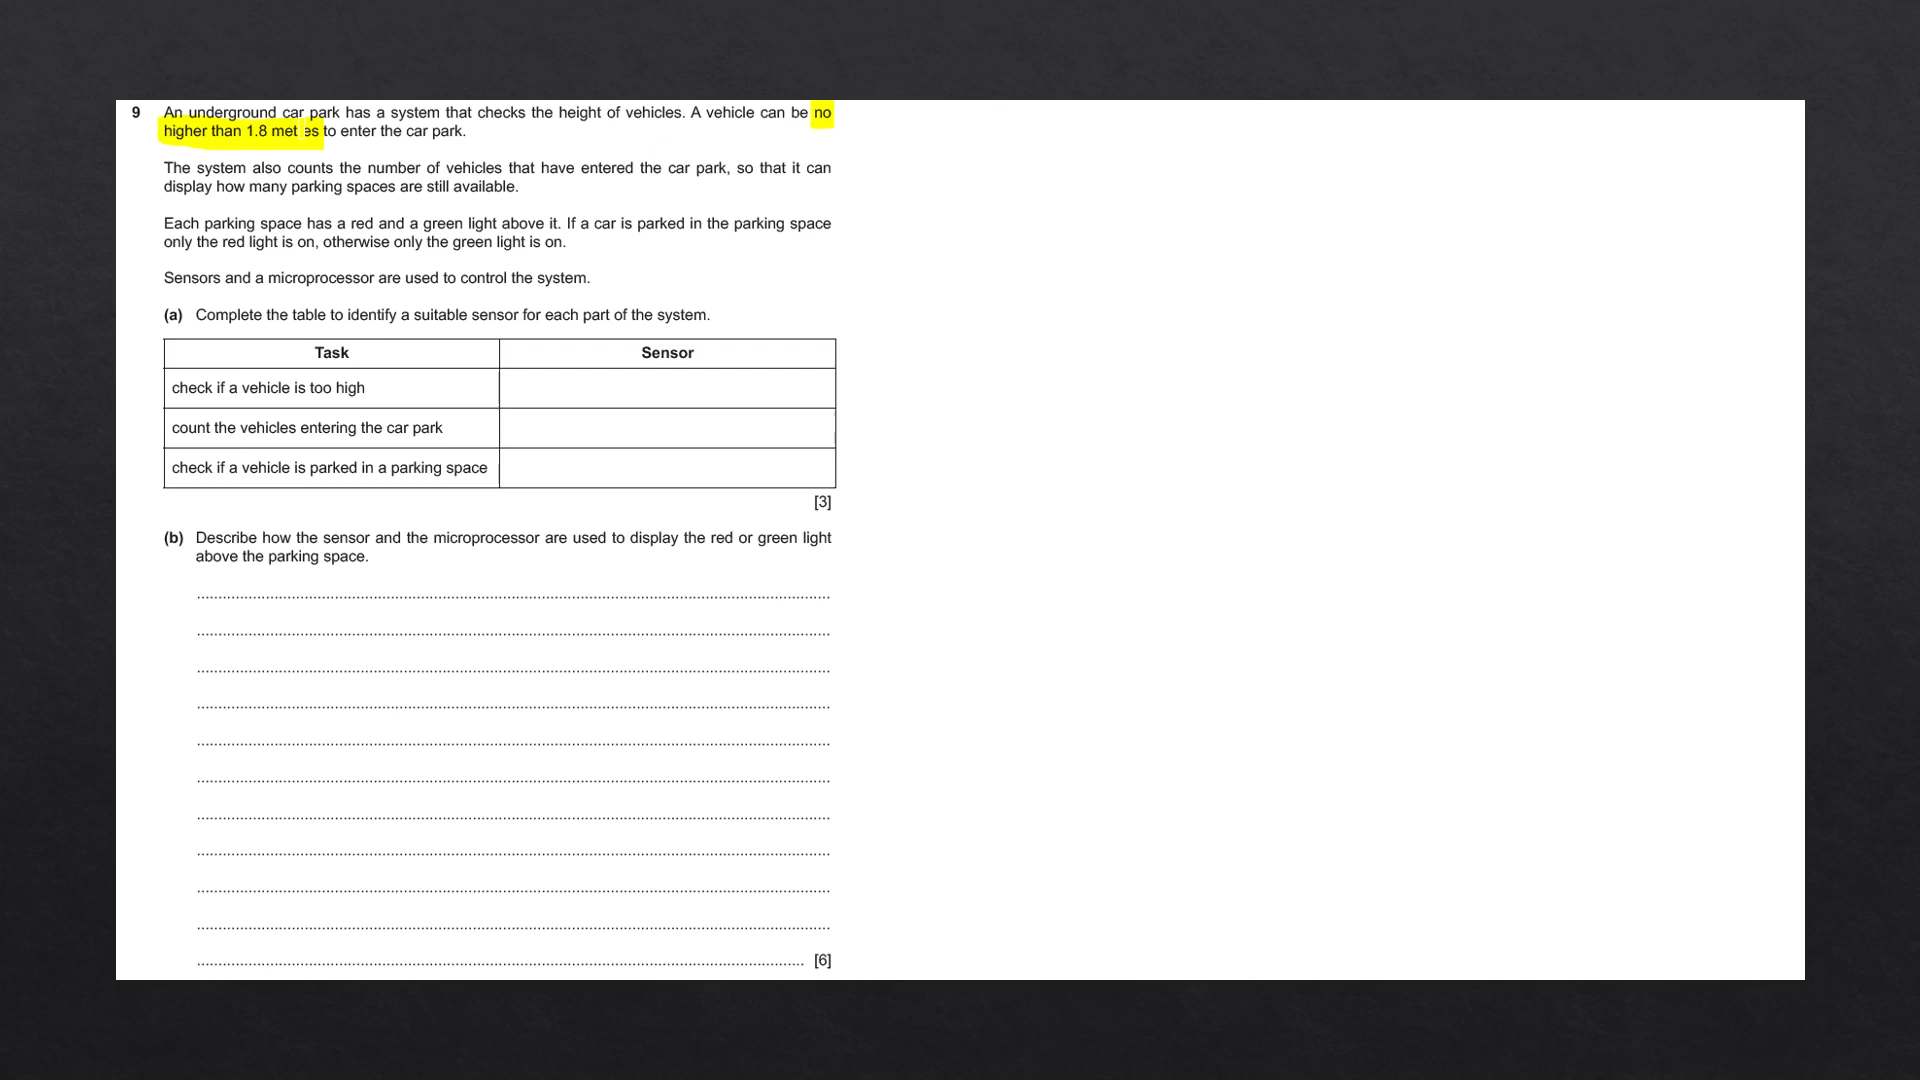 9 An underground car park has a system that checks the height of vehicles. A vehicle can be no
higher than 1.8 met es to enter the car park.
The system also counts the number of vehicles that have entered the car park, so that it can
display how many parking spaces are still available.
Each parking space has a red and a green light above it. If a car is parked in the parking space
only the red light is on, otherwise only the green light is on.
Sensors and a microprocessor are used to control the system.
(a) Complete the table to identify a suitable sensor for each part of the system.
Task Sensor
check if a vehicle is too high
count the vehicles entering the car park
check if a vehicle is parked in a parking space
[3]
(b) Describe how the sensor and the microprocessor are used to display the red or green light
above the parking space.
[6]